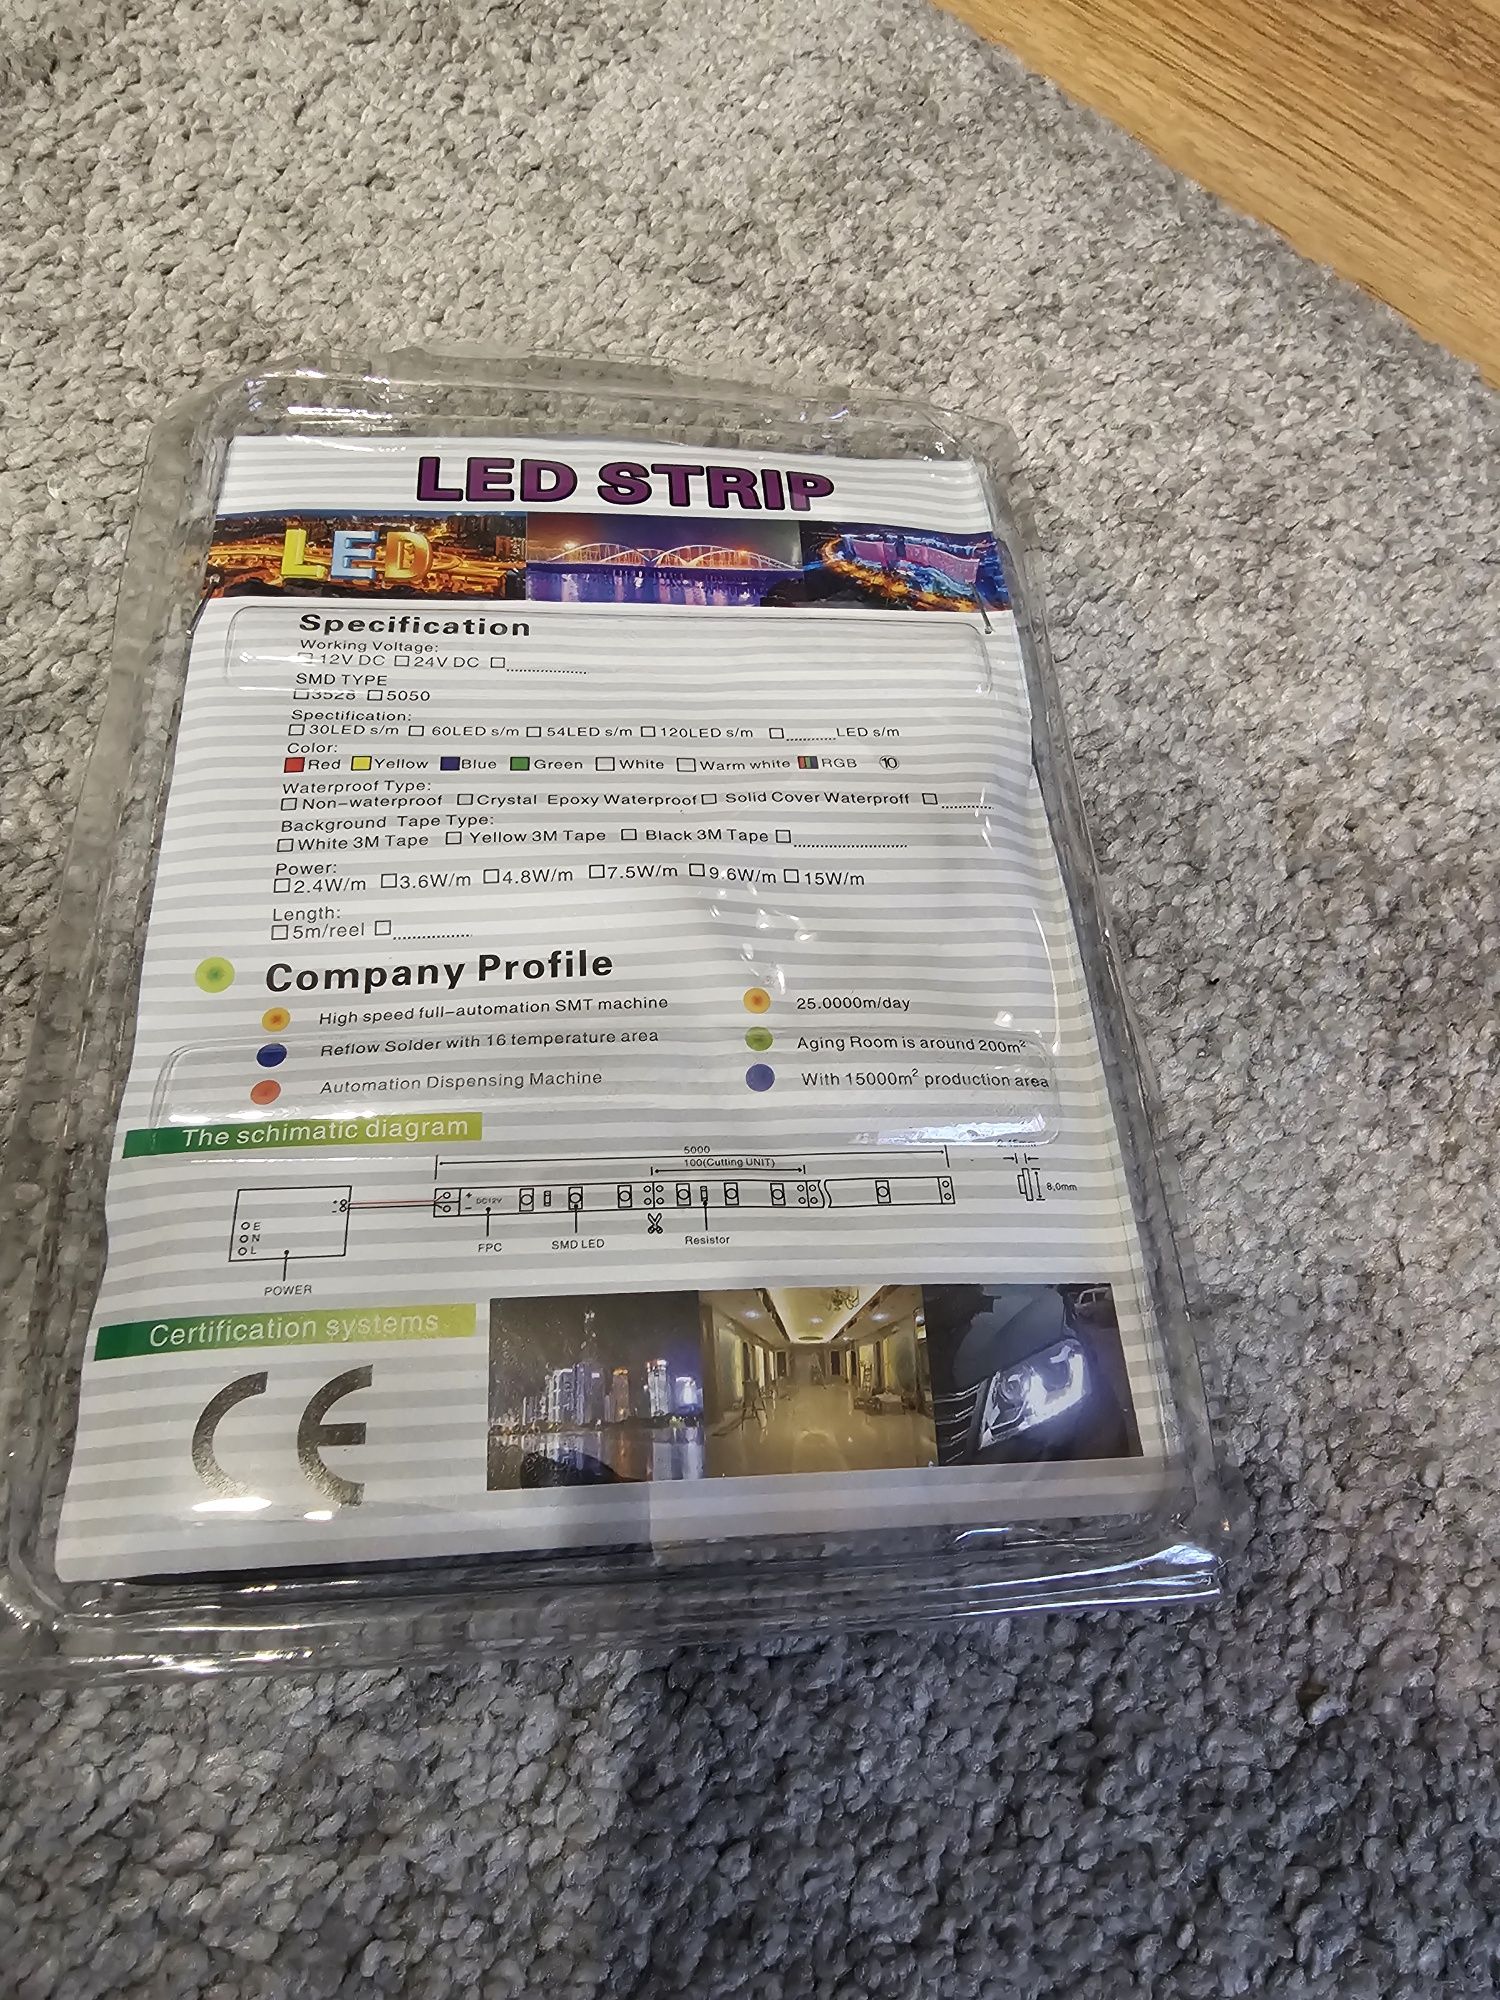 LED STRIP
LED
Specification
Working Voltage:
☐ 12V DC ☐ 24V DC ☐..............
SMD TYPE
☐ 3528 ☐ 5050
Spectification:
☐ 30LED s/m ☐ 60LED s/m ☐ 54LED s/m ☐ 120LED s/m ☐..........LED s/m
Color:
Red Yellow Blue Green ☐ White ☐ Warm white RGB ⑩
Waterproof Type:
☐ Non-waterproof ☐ Crystal Epoxy Waterproof ☐ Solid Cover Waterproff ☐..........
Background Tape Type:
☐ White 3M Tape ☐ Yellow 3M Tape ☐ Black 3M Tape ☐....................
Power:
☐ 2.4W/m ☐ 3.6W/m ☐ 4.8W/m ☐ 7.5W/m ☐ 9.6W/m ☐ 15W/m
Length:
☐ 5m/reel ☐..............
Company Profile
High speed full-automation SMT machine
25.0000m/day
Reflow Solder with 16 temperature area
Aging Room is around 200m²
Automation Dispensing Machine
With 15000m² production area
The schimatic diagram
5000
100(Cutting UNIT)
8,0mm
+ DC12V
-
E
N
L
FPC
SMD LED
Resistor
POWER
Certification systems
CE